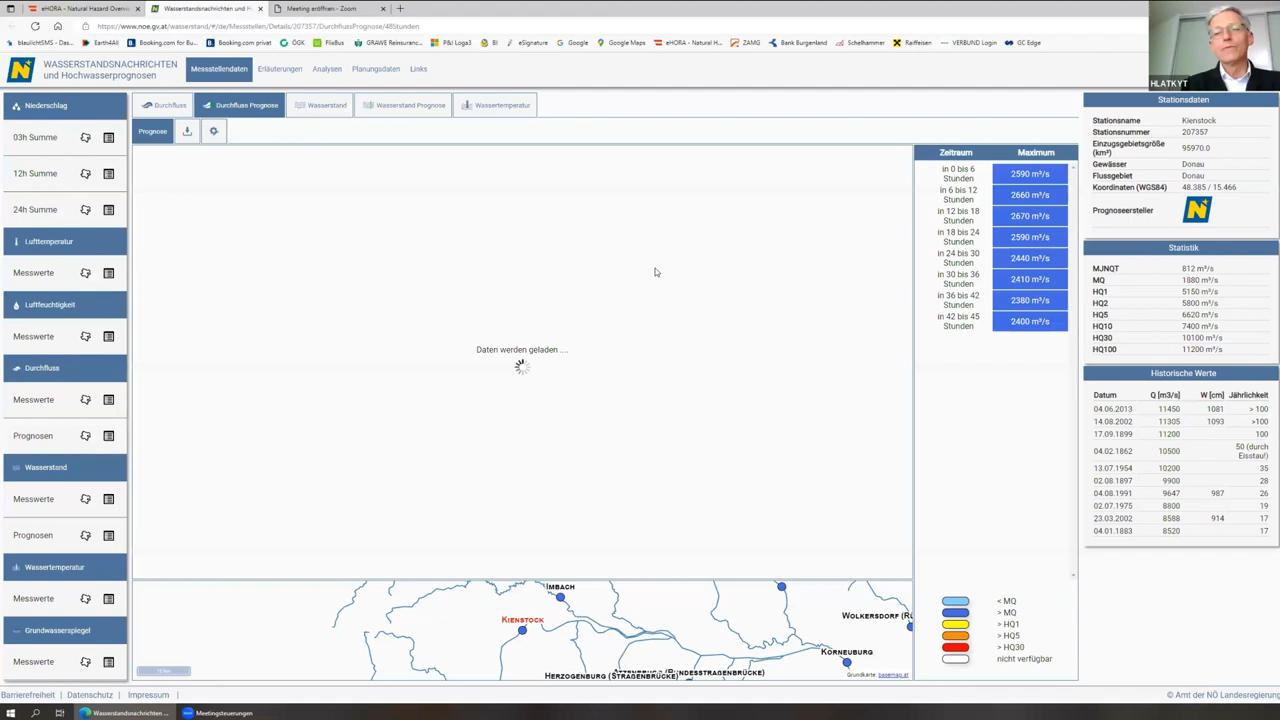 eHORA - Natural Hazard Overvi
Wasserstandsnachrichten und Hoc
Meeting eröffnen - Zoom
https://www.noe.gv.at/wasserstand/#/de/Messstellen/Details/207357/DurchflussPrognose/48Stunden
blaulichtSMS - Das...
Earth4All
Booking.com für G...
Booking.com privat
ÖGK
FlixBus
GRAWE Reinsuranc...
P&I Loga3
BI
eSignature
Google
Google Maps
eHORA - Natural H...
ZAMG
Bank Burgenland
Schelhammer
Raiffeisen
VERBUND Login
GC Edge
HLATKYT
WASSERSTANDSNACHRICHTEN
und Hochwasserprognosen
Messstellendaten
Erläuterungen
Analysen
Planungsdaten
Links
Niederschlag
03h Summe
12h Summe
24h Summe
Lufttemperatur
Messwerte
Luftfeuchtigkeit
Messwerte
Durchfluss
Messwerte
Prognosen
Wasserstand
Messwerte
Prognosen
Wassertemperatur
Messwerte
Grundwasserspiegel
Messwerte
Durchfluss
Durchfluss Prognose
Wasserstand
Wasserstand Prognose
Wassertemperatur
Prognose
Daten werden geladen ....
Zeitraum Maximum
in 0 bis 6 Stunden 2590 m³/s
in 6 bis 12 Stunden 2660 m³/s
in 12 bis 18 Stunden 2670 m³/s
in 18 bis 24 Stunden 2590 m³/s
in 24 bis 30 Stunden 2440 m³/s
in 30 bis 36 Stunden 2410 m³/s
in 36 bis 42 Stunden 2380 m³/s
in 42 bis 45 Stunden 2400 m³/s
< MQ
> MQ
> HQ1
> HQ5
> HQ30
nicht verfügbar
IMBACH
KIENSTOCK
WOLKERSDORF (RU
KORNEUBURG
HERZOGENBURG (STRAßENBRÜCKE)
(BUNDESSTRAßENBRÜCKE)
Grundkarte: basemap.at
Stationsdaten
Stationsname Kienstock
Stationsnummer 207357
Einzugsgebietsgröße
(km²) 95970.0
Gewässer Donau
Flussgebiet Donau
Koordinaten (WGS84) 48.385 / 15.466
Prognoseersteller
Statistik
MJNQT 812 m³/s
MQ 1880 m³/s
HQ1 5150 m³/s
HQ2 5800 m³/s
HQ5 6620 m³/s
HQ10 7400 m³/s
HQ30 10100 m³/s
HQ100 11200 m³/s
Historische Werte
Datum Q [m3/s] W [cm] Jährlichkeit
04.06.2013 11450 1081 > 100
14.08.2002 11305 1093 >100
17.09.1899 11200 100
04.02.1862 10500 50 (durch Eisstau!)
13.07.1954 10200 35
02.08.1897 9900 28
04.08.1991 9647 987 26
02.07.1975 8800 19
23.03.2002 8588 914 17
04.01.1883 8520 17
Barrierefreiheit
Datenschutz
Impressum
© Amt der NÖ Landesregierung
Wasserstandsnachrichten ...
Meetingsteuerungen